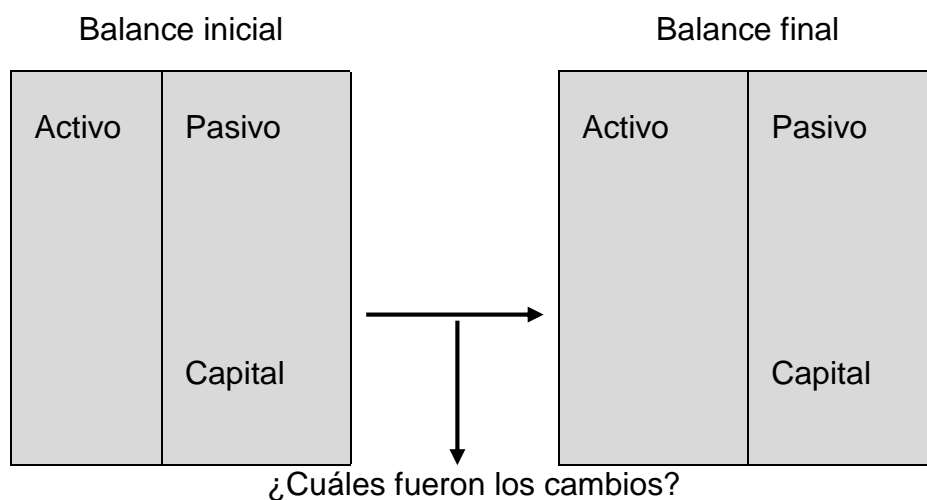 Balance inicial
Balance final
Activo
Pasivo
Activo
Pasivo
Capital
Capital
¿Cuáles fueron los cambios?